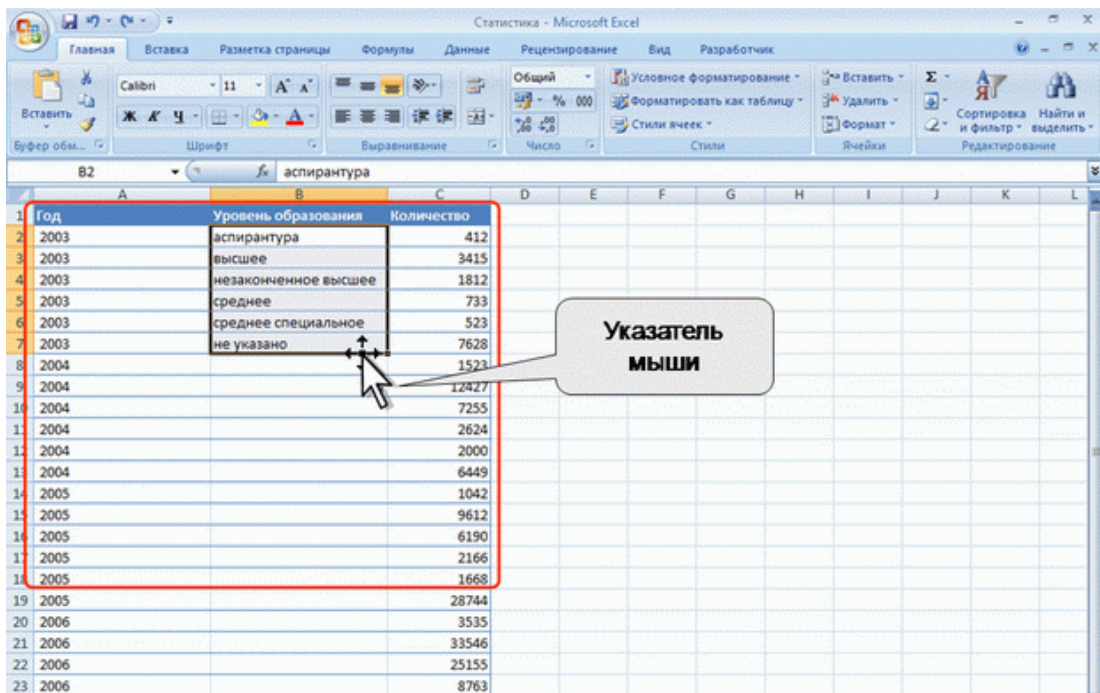 Статистика - Microsoft Excel
Главная Вставка Разметка страницы Формулы Данные Рецензирование Вид Разработчик
Вставить
Calibri 11
Ж К Ч
Общий
% 000
Условное форматирование
Форматировать как таблицу
Стили ячеек
Вставить
Удалить
Формат
Σ
Сортировка и фильтр
Найти и выделить
Буфер обм... Шрифт Выравнивание Число Стили Ячейки Редактирование
B2 fx аспирантура
A B C D E F G H I J K L
1 Год Уровень образования Количество
2 2003 аспирантура 412
3 2003 высшее 3415
4 2003 незаконченное высшее 1812
5 2003 среднее 733
6 2003 среднее специальное 523
7 2003 не указано 7628
8 2004 1523
9 2004 12427
10 2004 7255
11 2004 2624
12 2004 2000
13 2004 6449
14 2005 1042
15 2005 9612
16 2005 6190
17 2005 2166
18 2005 1668
19 2005 28744
20 2006 3535
21 2006 33546
22 2006 25155
23 2006 8763
Указатель
мыши